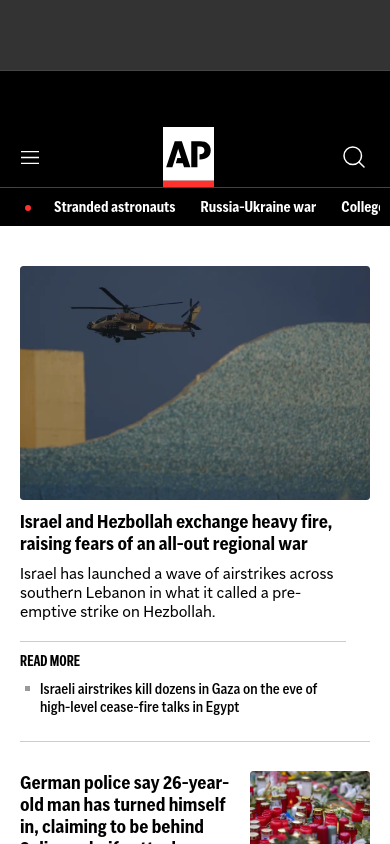 AP
Stranded astronauts Russia-Ukraine war Colleg
Israel and Hezbollah exchange heavy fire,
raising fears of an all-out regional war
Israel has launched a wave of airstrikes across
southern Lebanon in what it called a pre-
emptive strike on Hezbollah.
READ MORE
Israeli airstrikes kill dozens in Gaza on the eve of
high-level cease-fire talks in Egypt
German police say 26-year-
old man has turned himself
in, claiming to be behind